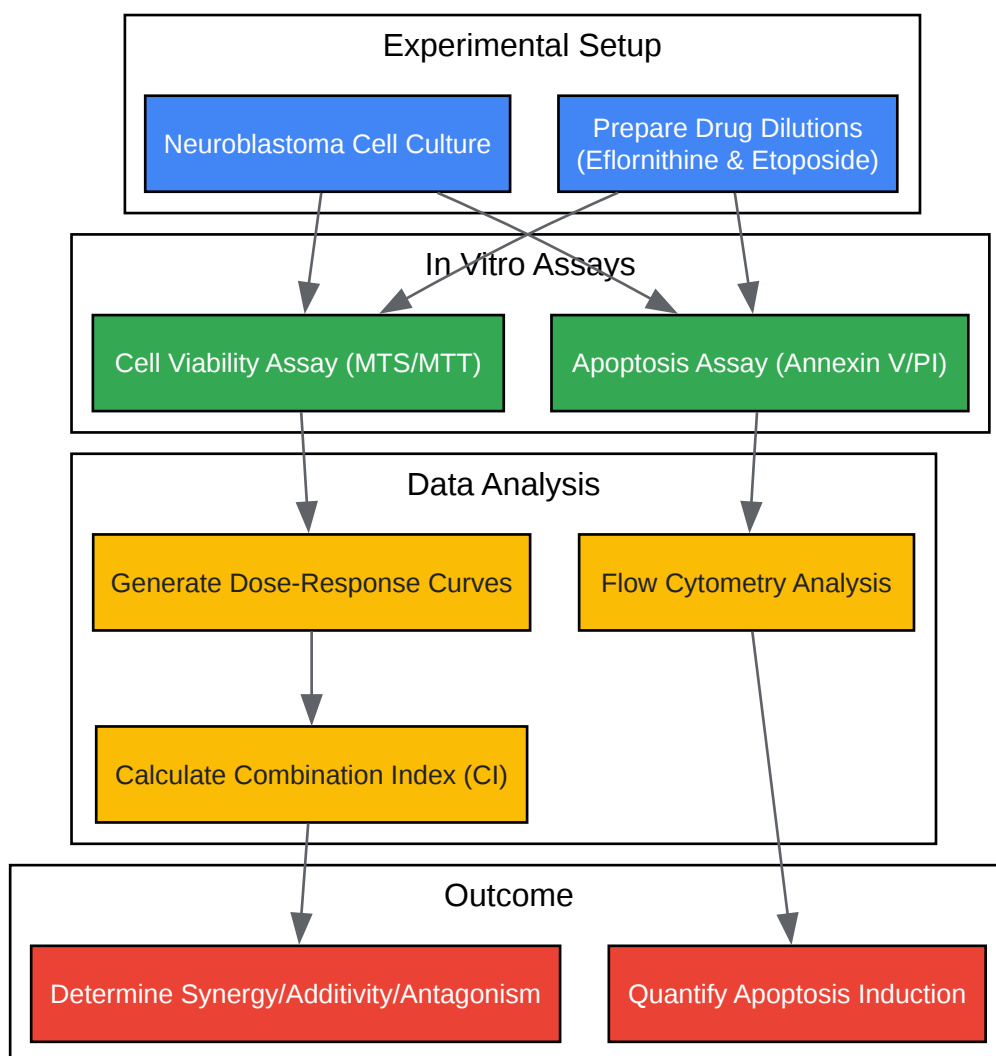 Experimental Setup
Neuroblastoma Cell Culture
Prepare Drug Dilutions
(Eflornithine & Etoposide)
In Vitro Assays
Cell Viability Assay (MTS/MTT)
Apoptosis Assay (Annexin V/PI)
Data Analysis
Generate Dose-Response Curves
Flow Cytometry Analysis
Calculate Combination Index (CI)
Outcome
Determine Synergy/Additivity/Antagonism
Quantify Apoptosis Induction